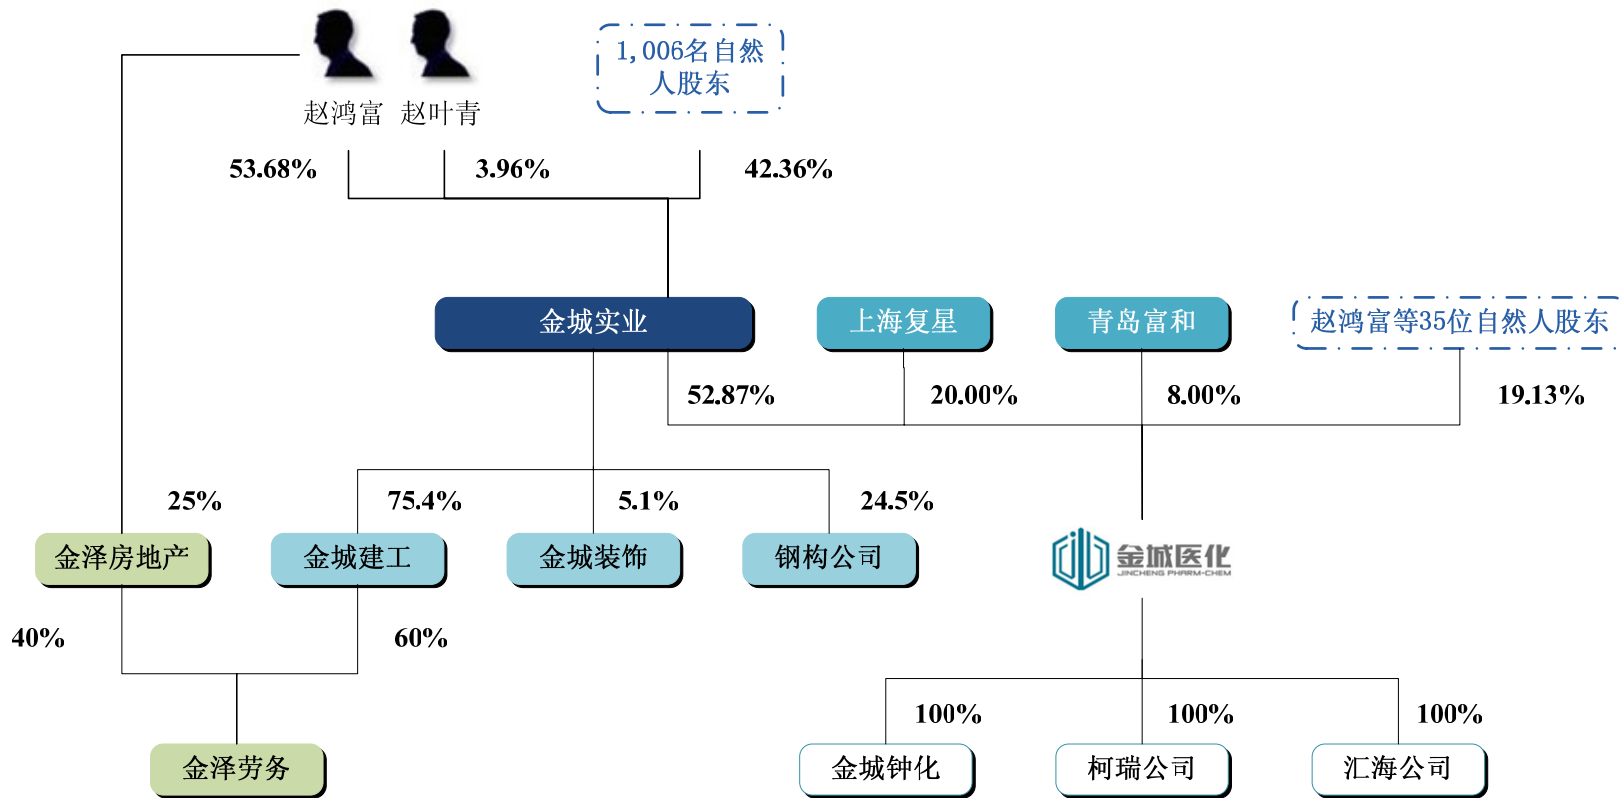 1,006名自然
人股东
赵鸿富 赵叶青
53.68% 3.96% 42.36%
金城实业 上海复星 青岛富和 赵鸿富等35位自然人股东
52.87% 20.00% 8.00% 19.13%
25% 75.4% 5.1% 24.5%
金泽房地产 金城建工 金城装饰 钢构公司 金城医化
JINCHENG PHARM-CHEM
40% 60%
100% 100% 100%
金泽劳务 金城钟化 柯瑞公司 汇海公司